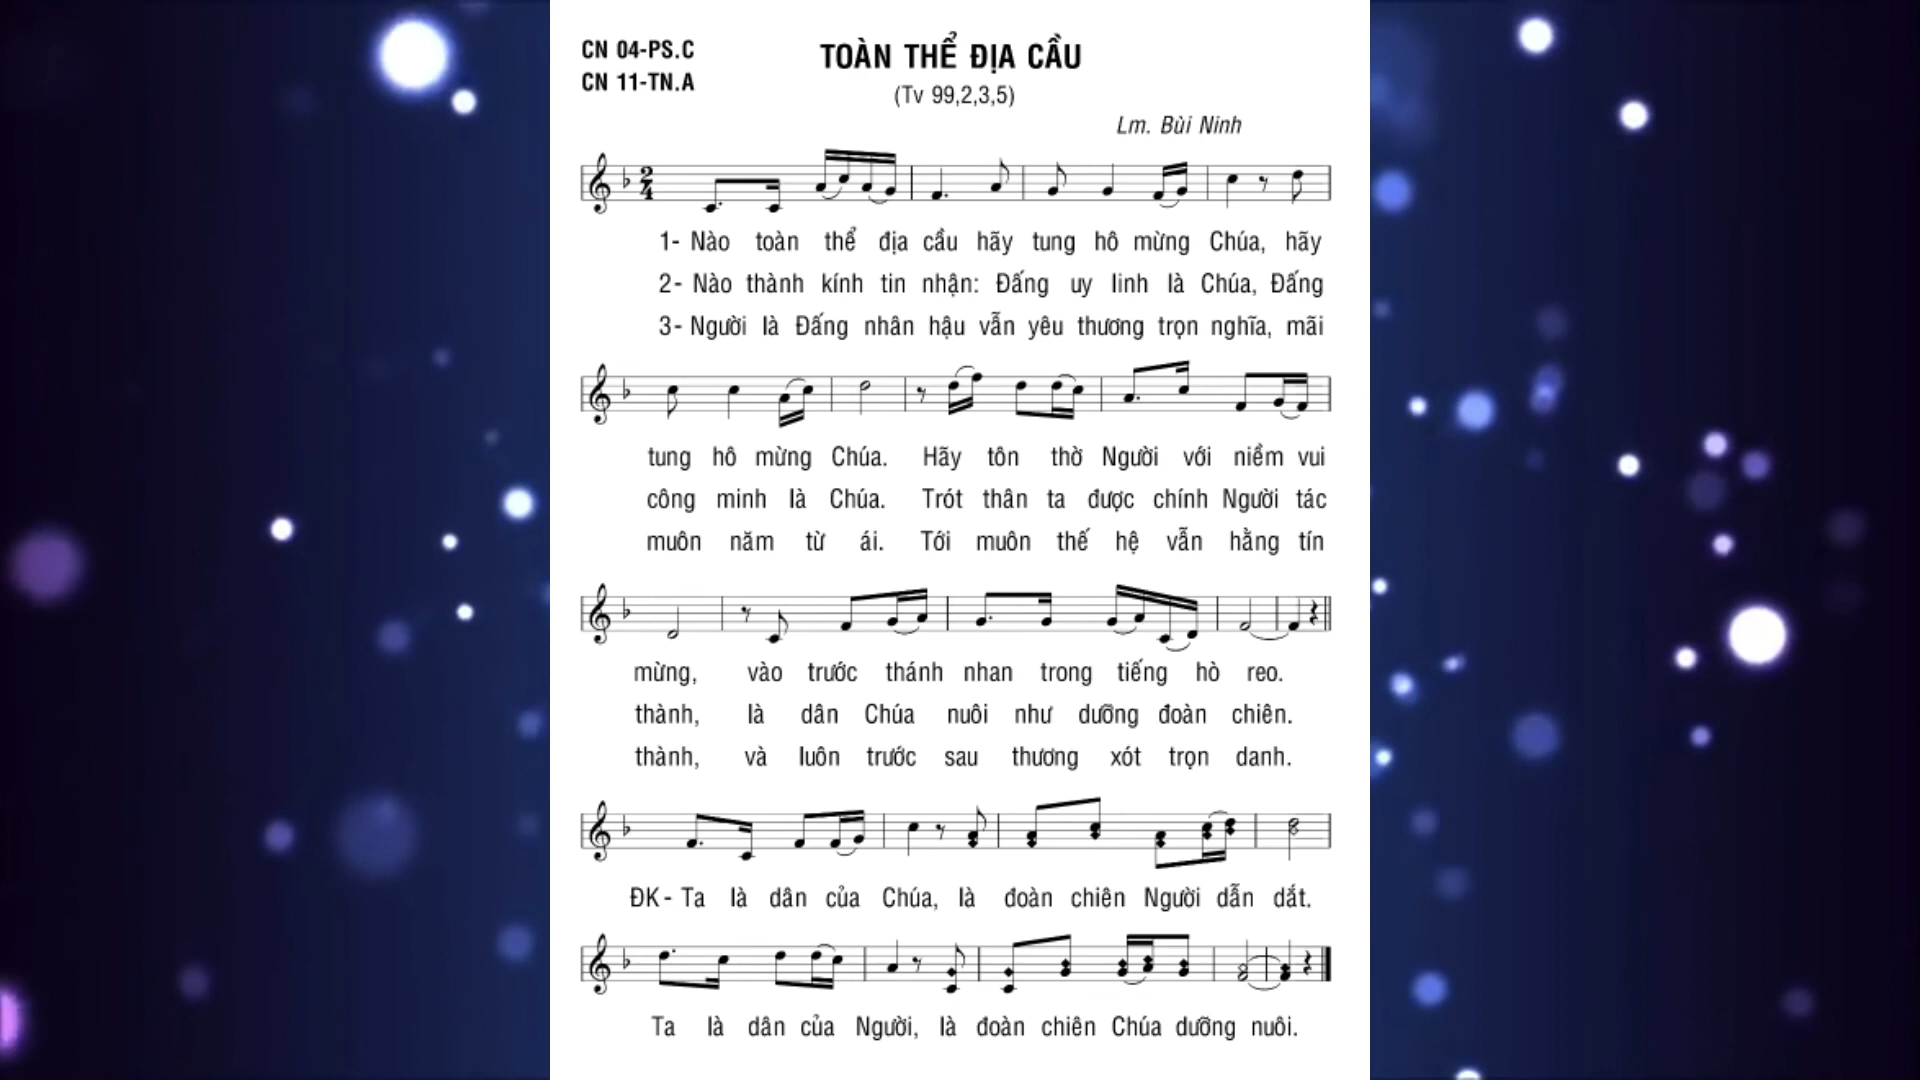 CN 04-PS.C
CN 11-TN.A
TOÀN THỂ ĐỊA CẦU
(Tv 99,2,3,5)
Lm. Bùi Ninh
2
4
1- Nào toàn thể địa cầu hãy tung hô mừng Chúa, hãy
2- Nào thành kính tin nhận: Đấng uy linh là Chúa, Đấng
3- Người là Đấng nhân hậu vẫn yêu thương trọn nghĩa, mãi
tung hô mừng Chúa. Hãy tôn thờ Người với niềm vui
công minh là Chúa. Trót thân ta được chính Người tác
muôn năm từ ái. Tới muôn thế hệ vẫn hằng tín
mừng, vào trước thánh nhan trong tiếng hò reo.
thành, là dân Chúa nuôi như dưỡng đoàn chiên.
thành, và luôn trước sau thương xót trọn danh.
ĐK- Ta là dân của Chúa, là đoàn chiên Người dẫn dắt.
Ta là dân của Người, là đoàn chiên Chúa dưỡng nuôi.